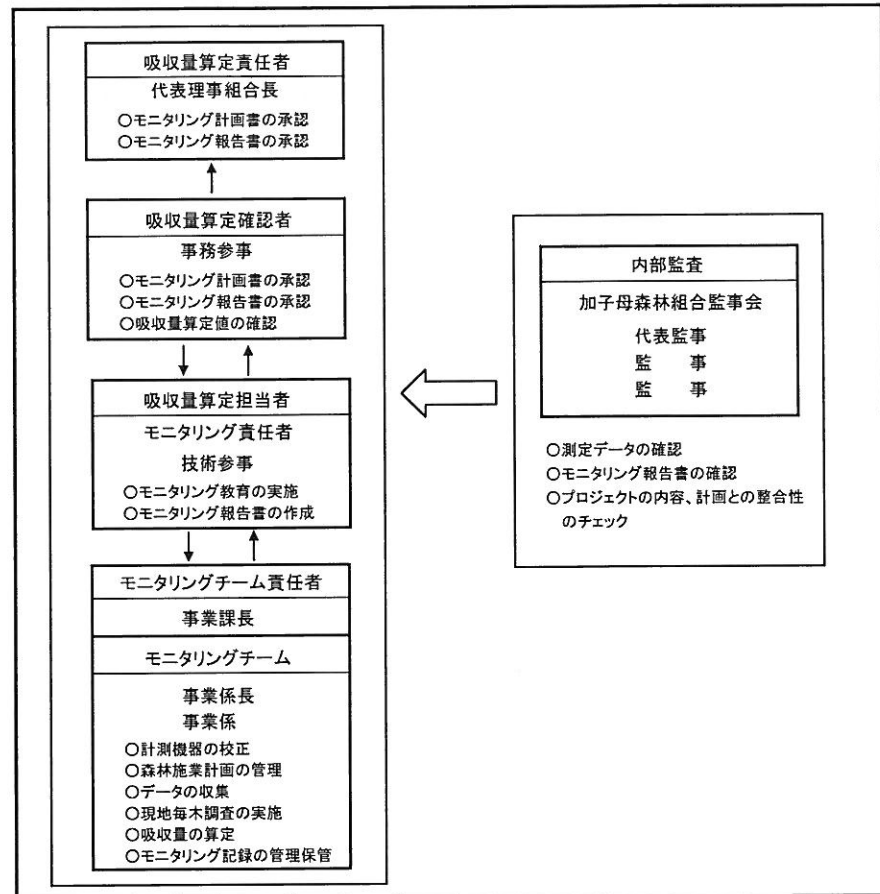 吸収量算定責任者
代表理事組合長
○モニタリング計画書の承認
○モニタリング報告書の承認
吸収量算定確認者
事務参事
○モニタリング計画書の承認
○モニタリング報告書の承認
○吸収量算定値の確認
吸収量算定担当者
モニタリング責任者
技術参事
○モニタリング教育の実施
○モニタリング報告書の作成
モニタリングチーム責任者
事業課長
モニタリングチーム
事業係長
事業係
○計測機器の校正
○森林施業計画の管理
○データの収集
○現地毎木調査の実施
○吸収量の算定
○モニタリング記録の管理保管
内部監査
加子母森林組合監事会
代表監事
監　　事
監　　事
○測定データの確認
○モニタリング報告書の確認
○プロジェクトの内容、計画との整合性
のチェック